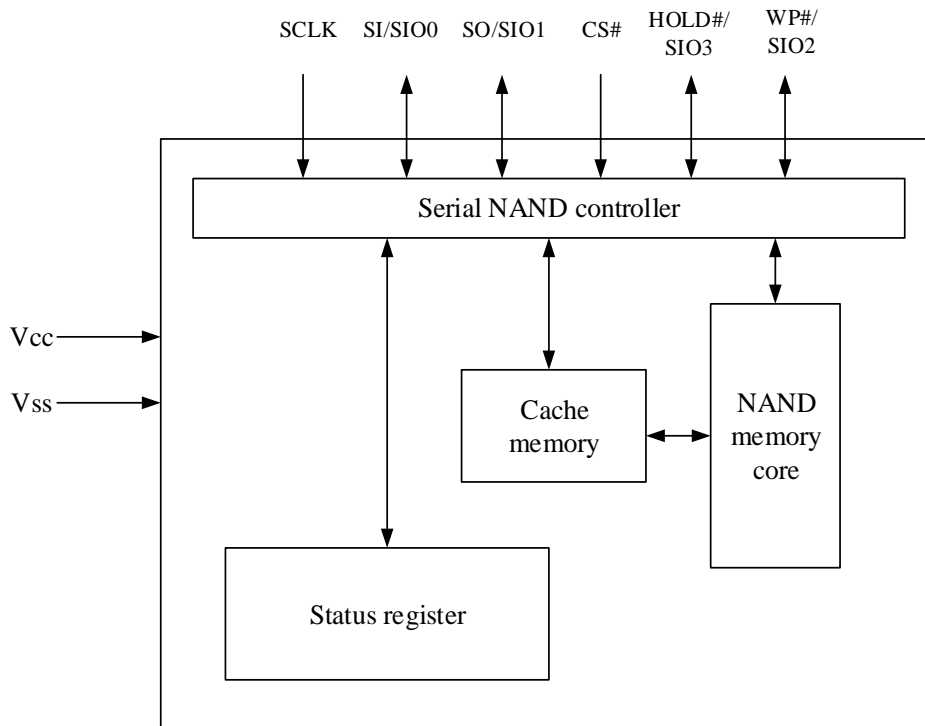 SCLK
SI/SIO0
SO/SIO1
CS#
HOLD#/
SIO3
WP#/
SIO2
Serial NAND controller
Vcc
Vss
Cache
memory
NAND
memory
core
Status register